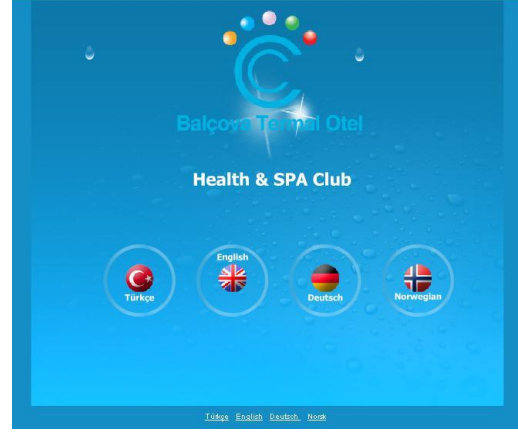 Balçova Termal Otel
Health & SPA Club
English
Türkçe
Deutsch
Norwegian
Türkçe English Deutsch Norsk